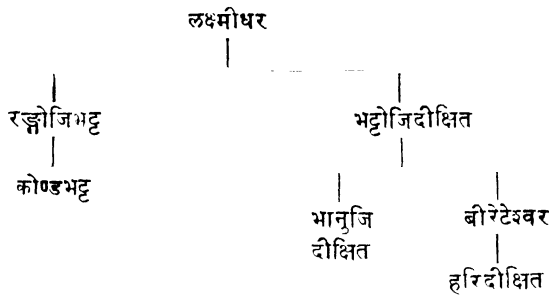 लक्ष्मीधर
रङ्गोजिभट्ट भट्टोजिदीक्षित
कोण्डभट्ट
भानुजि बीरेटेश्वर
दीक्षित
हरिदीक्षित